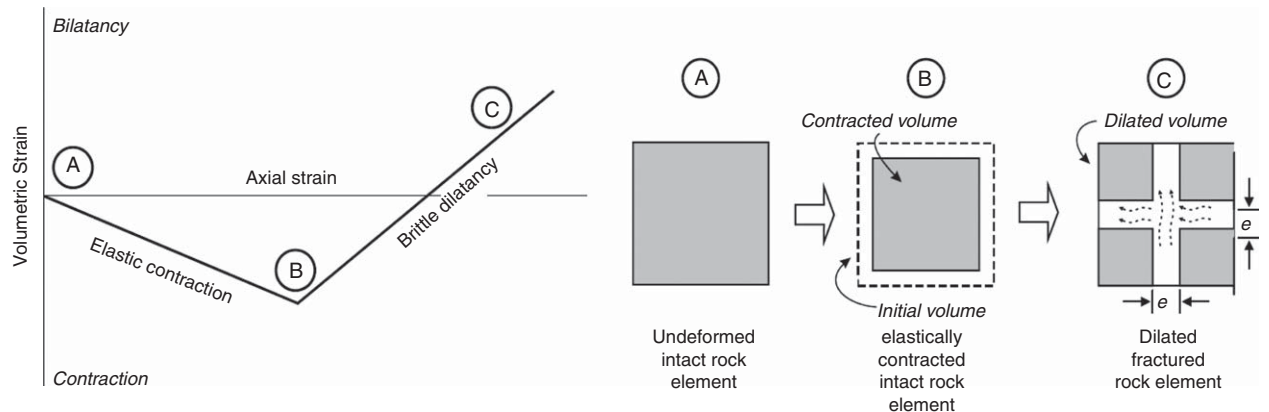 Bilatancy
Volumetric Strain
A
Axial strain
Elastic contraction
B
Brittle dilatancy
C
Contraction
A
Undeformed
intact rock
element
B
Contracted volume
Initial volume
elastically
contracted
intact rock
element
C
Dilated volume
e
e
Dilated
fractured
rock element